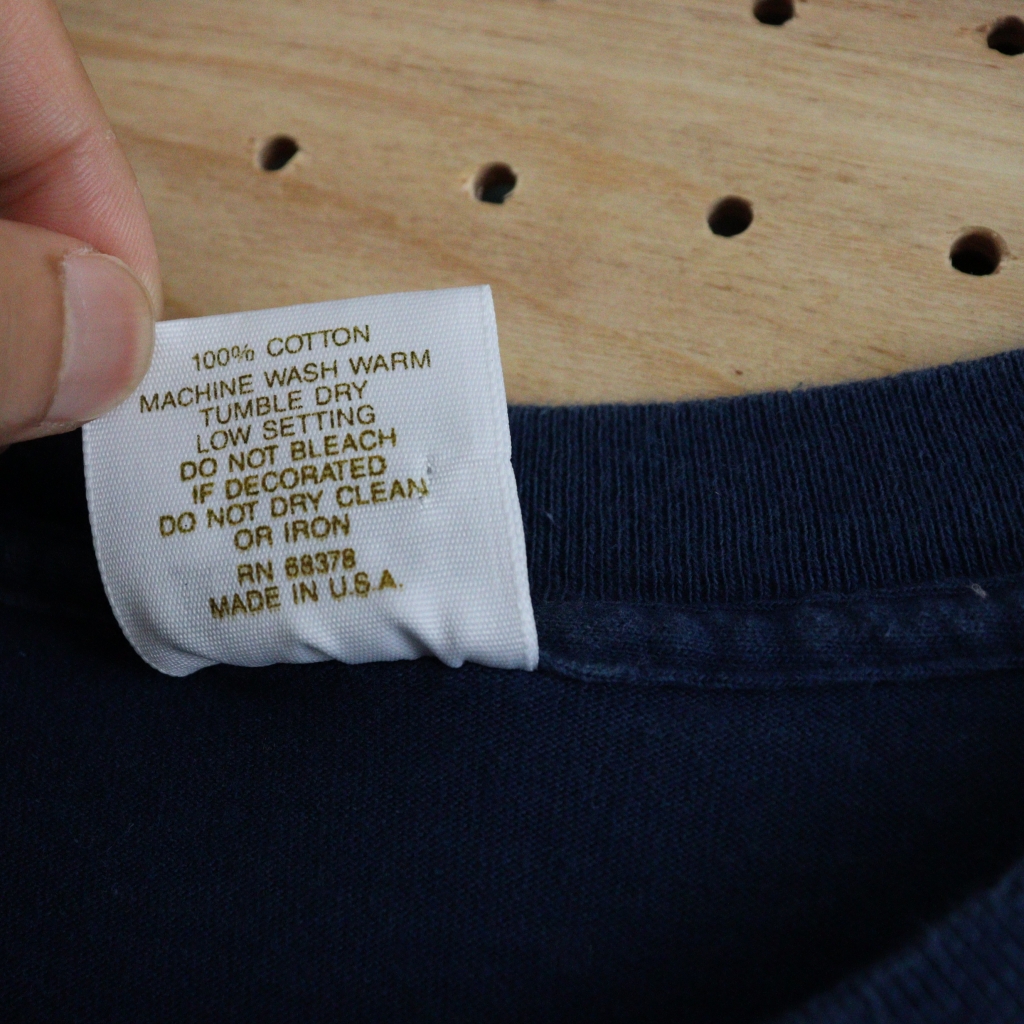 100% COTTON
MACHINE WASH WARM
TUMBLE DRY
LOW SETTING
DO NOT BLEACH
IF DECORATED
DO NOT DRY CLEAN
OR IRON
RN 68378
MADE IN U.S.A.